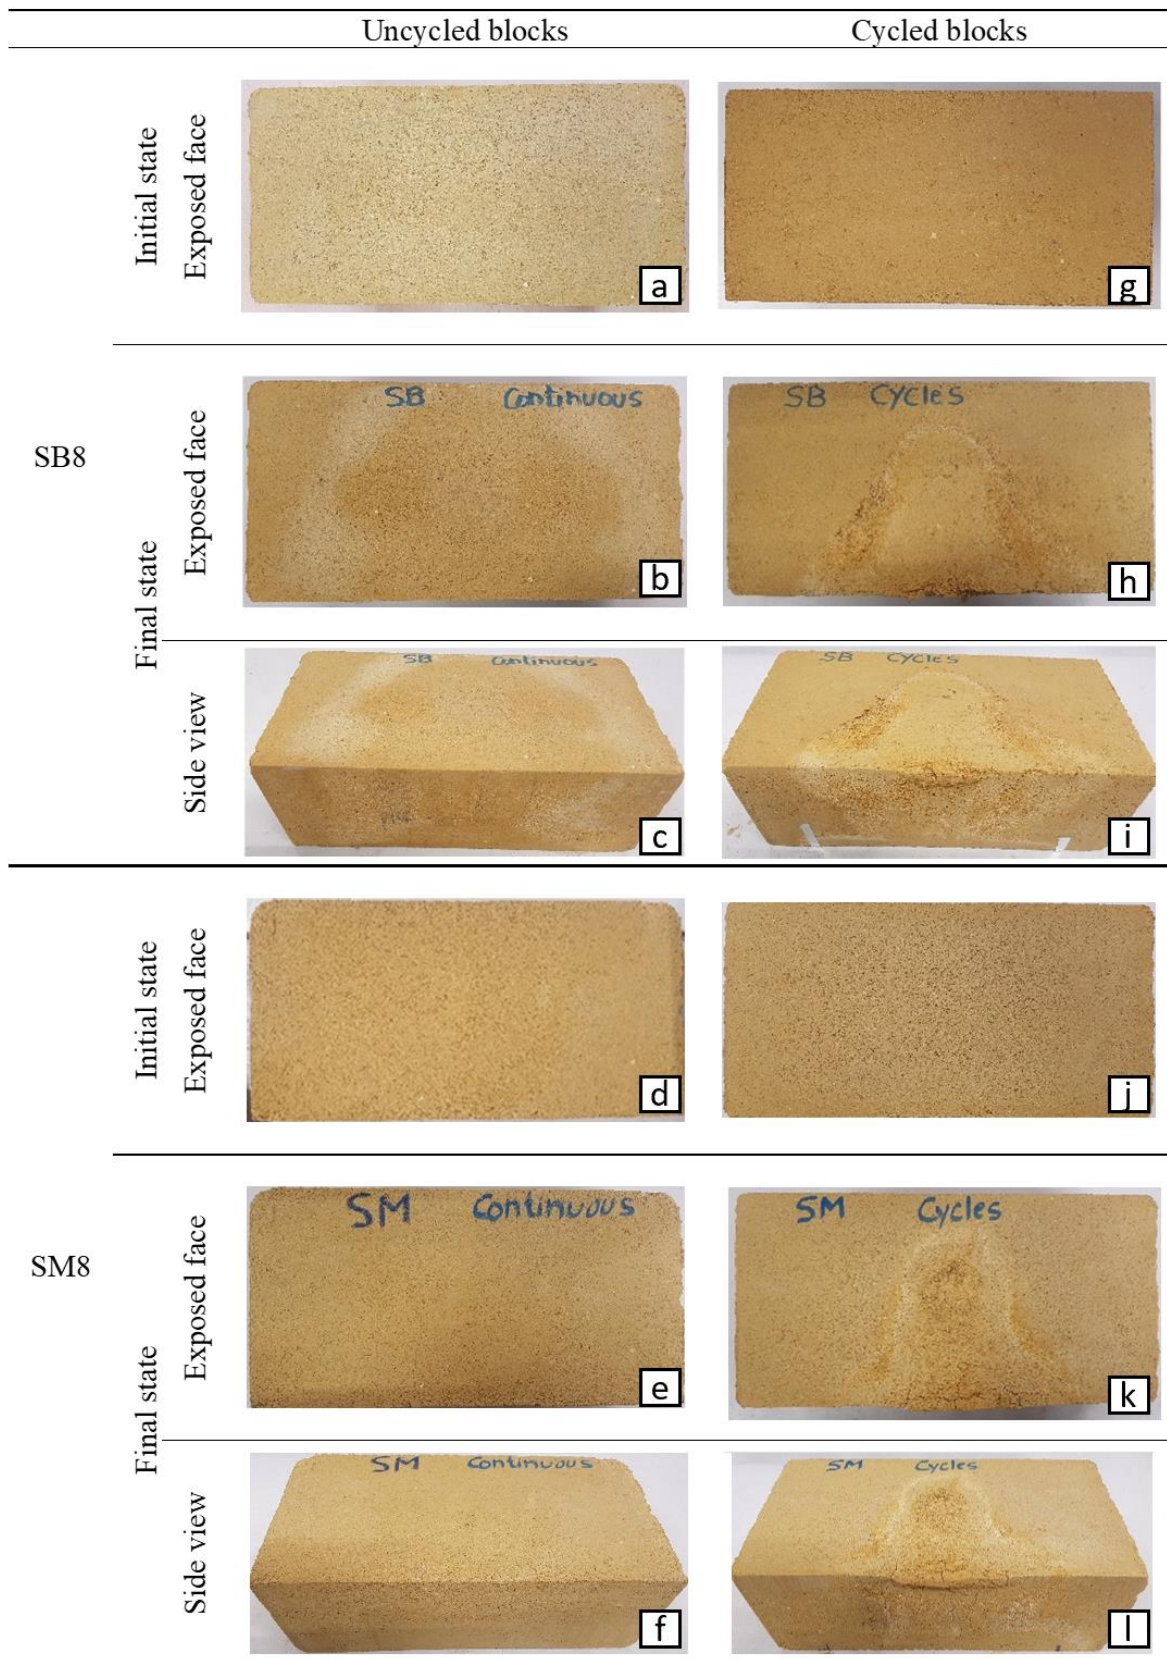 Uncycled blocks Cycled blocks
Initial state
Exposed face
a
g
SB8
Final state
Exposed face
SB Continuous
b
SB Cycles
h
Side view
SB Continuous
c
SB Cycles
i
Initial state
Exposed face
d
j
SM8
Final state
Exposed face
SM Continuous
e
SM Cycles
k
Side view
SM Continuous
f
SM Cycles
l